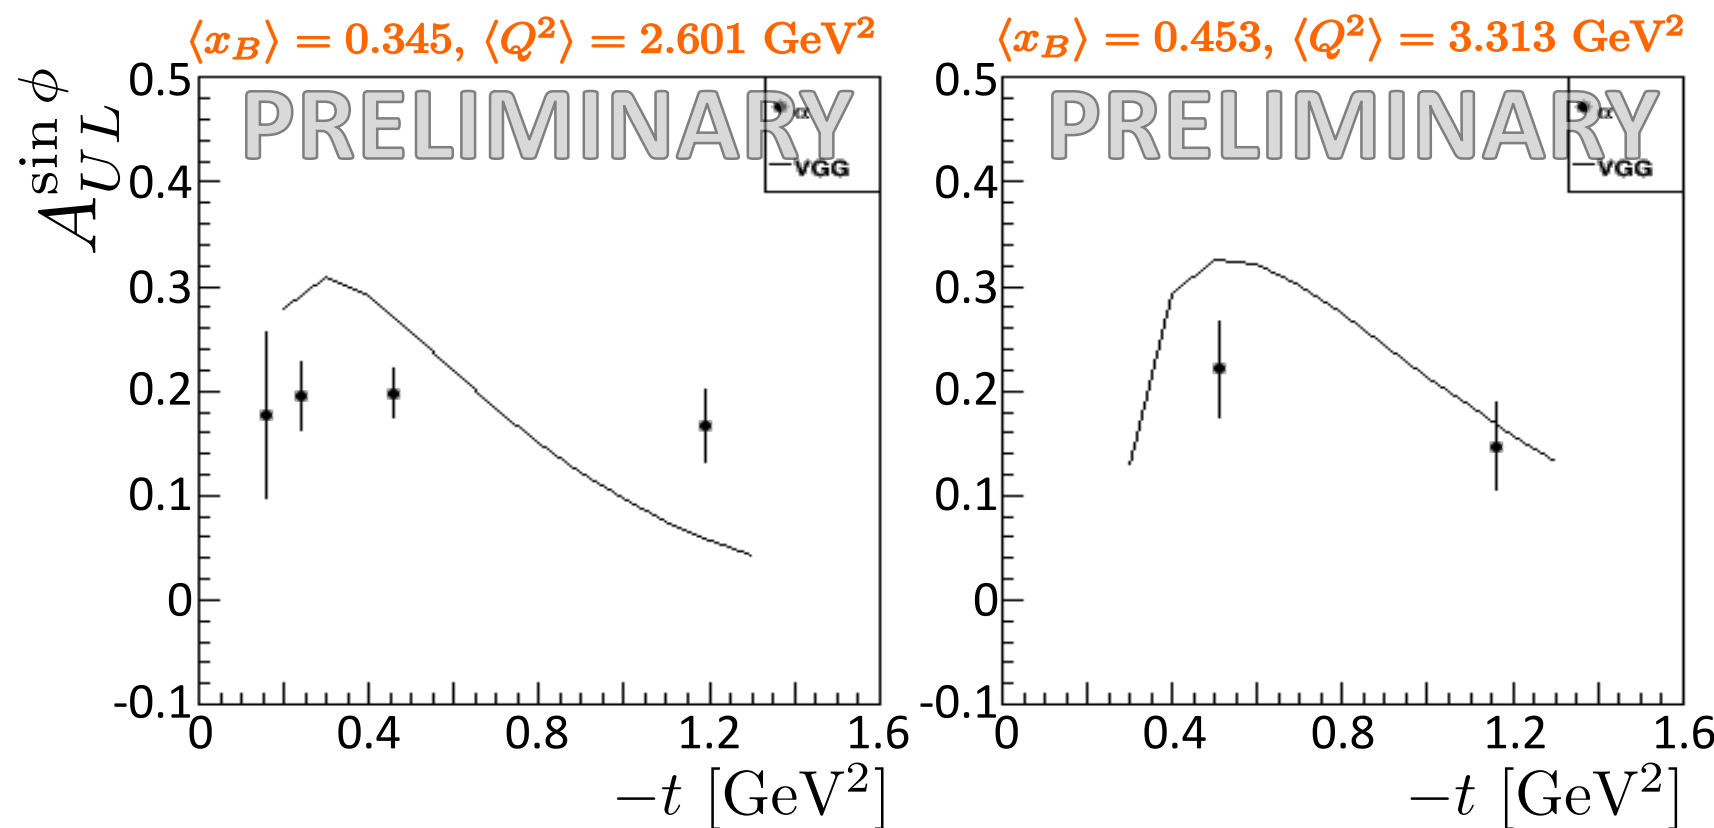 ⟨x_B⟩ = 0.345, ⟨Q²⟩ = 2.601 GeV²
A_{UL}^{sin ϕ}
0.5
0.4
0.3
0.2
0.1
0
-0.1
PRELIMINARY
α
VGG
0 0.4 0.8 1.2 1.6
−t [GeV²]
⟨x_B⟩ = 0.453, ⟨Q²⟩ = 3.313 GeV²
0.5
0.4
0.3
0.2
0.1
0
-0.1
PRELIMINARY
α
VGG
0 0.4 0.8 1.2 1.6
−t [GeV²]